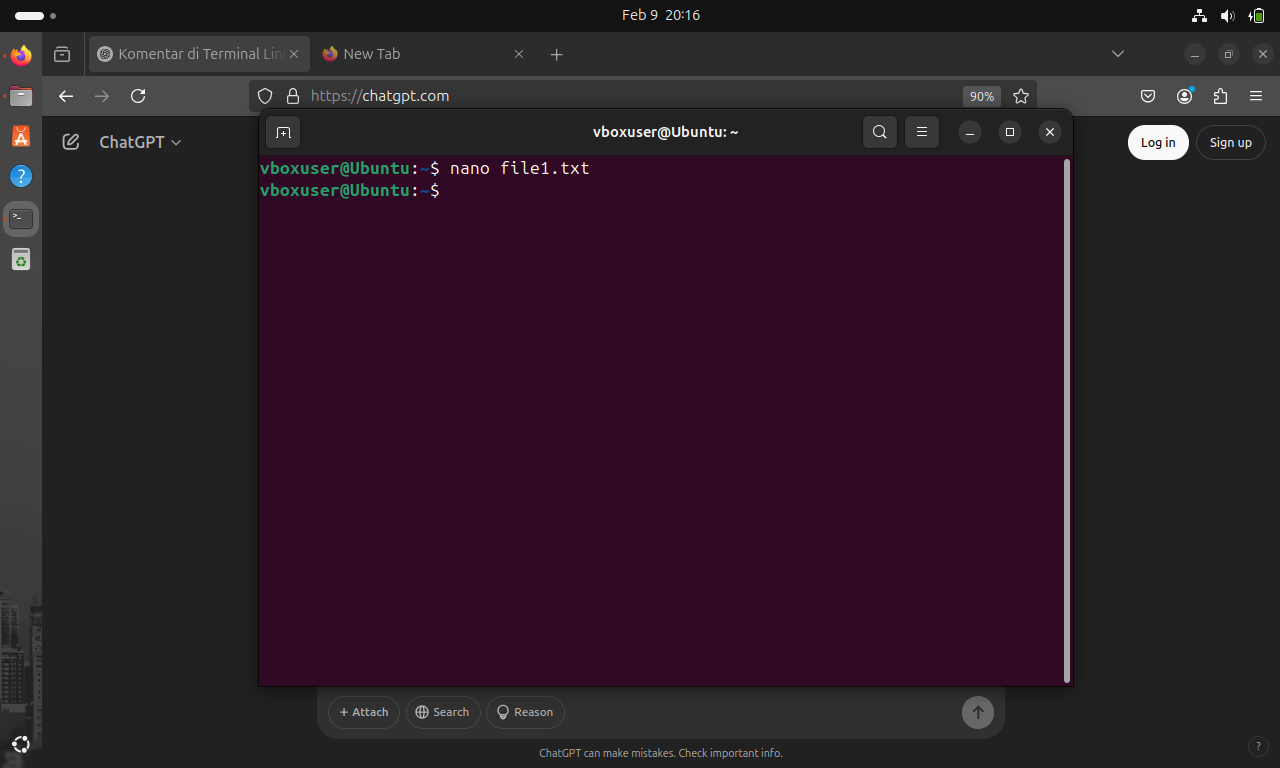 Feb 9 20:16
Komentar di Terminal Lin
New Tab
https://chatgpt.com
90%
ChatGPT
Log in
Sign up
vboxuser@Ubuntu: ~
vboxuser@Ubuntu:~$ nano file1.txt
vboxuser@Ubuntu:~$
+ Attach
Search
Reason
ChatGPT can make mistakes. Check important info.
?